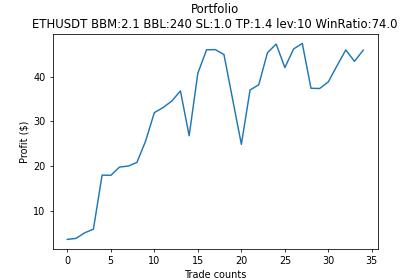 Portfolio
ETHUSDT BBM:2.1 BBL:240 SL:1.0 TP:1.4 lev:10 WinRatio:74.0
Profit ($)
40
30
20
10
0 5 10 15 20 25 30 35
Trade counts